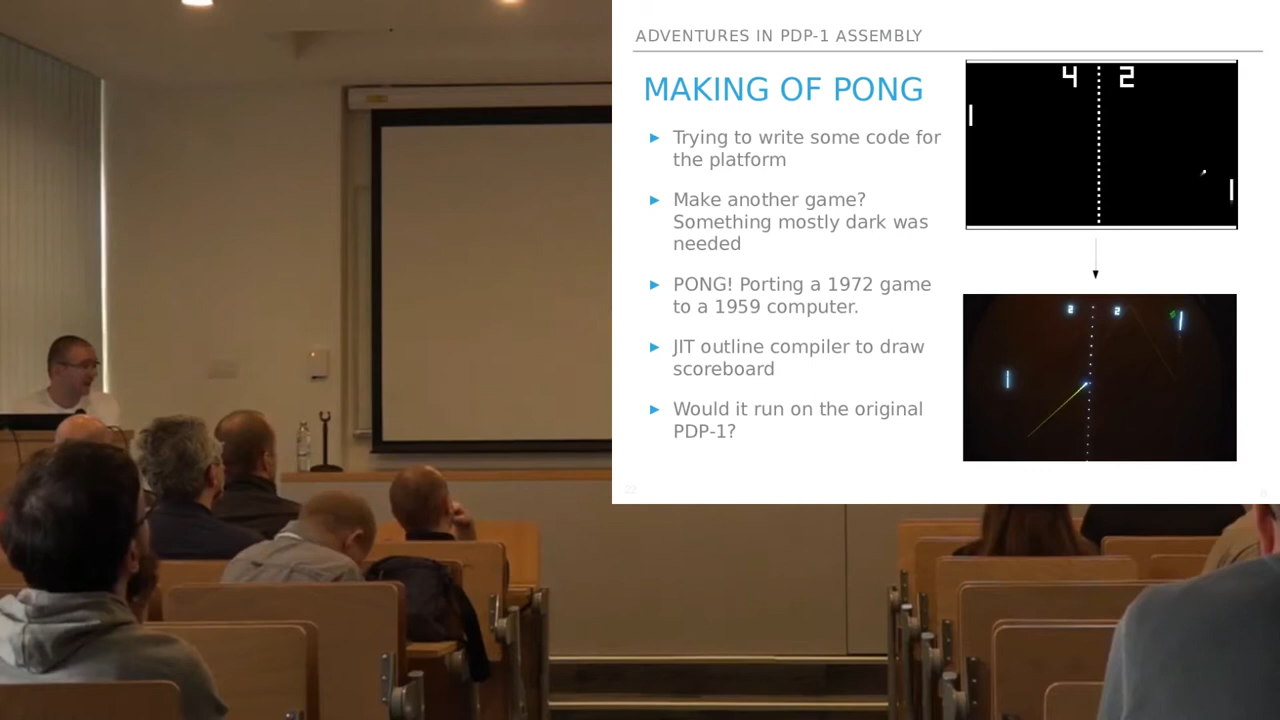 ADVENTURES IN PDP-1 ASSEMBLY
MAKING OF PONG
Trying to write some code for
the platform
Make another game?
Something mostly dark was
needed
PONG! Porting a 1972 game
to a 1959 computer.
JIT outline compiler to draw
scoreboard
Would it run on the original
PDP-1?
4 2
2 2
22